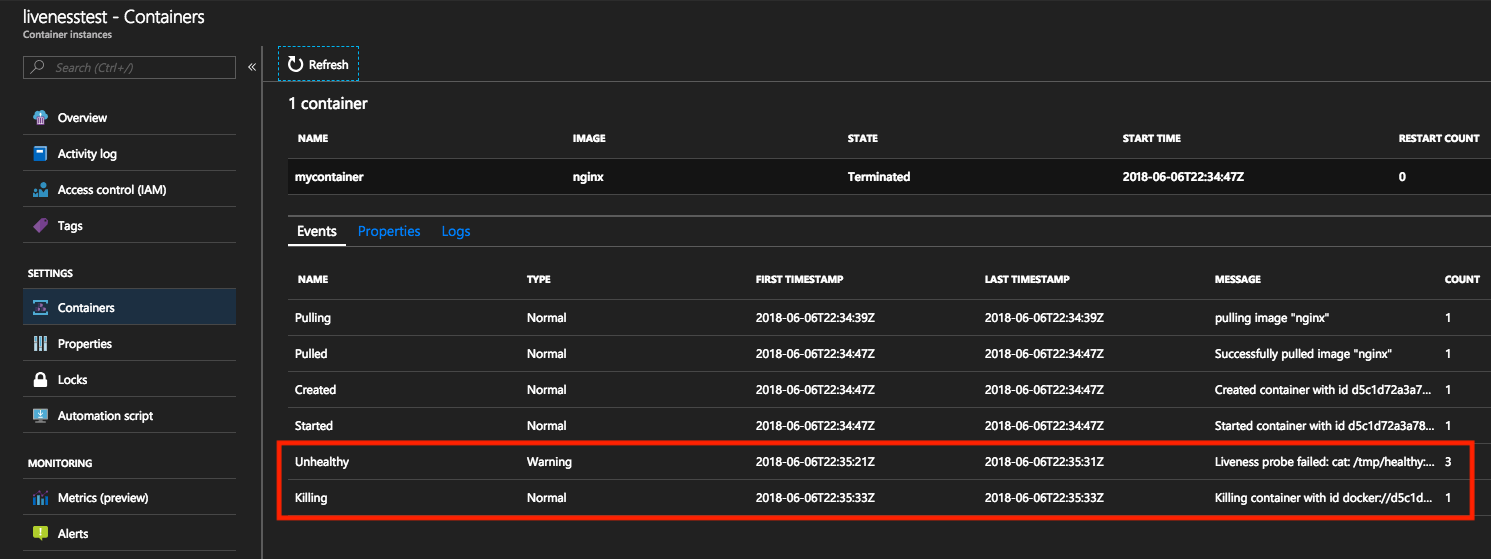 livenesstest - Containers
Container instances
Search (Ctrl+/)
«
Refresh
Overview
Activity log
Access control (IAM)
Tags
SETTINGS
Containers
Properties
Locks
Automation script
MONITORING
Metrics (preview)
Alerts
1 container
NAME IMAGE STATE START TIME RESTART COUNT
mycontainer nginx Terminated 2018-06-06T22:34:47Z 0
Events Properties Logs
NAME TYPE FIRST TIMESTAMP LAST TIMESTAMP MESSAGE COUNT
Pulling Normal 2018-06-06T22:34:39Z 2018-06-06T22:34:39Z pulling image "nginx" 1
Pulled Normal 2018-06-06T22:34:47Z 2018-06-06T22:34:47Z Successfully pulled image "nginx" 1
Created Normal 2018-06-06T22:34:47Z 2018-06-06T22:34:47Z Created container with id d5c1d72a3a7... 1
Started Normal 2018-06-06T22:34:47Z 2018-06-06T22:34:47Z Started container with id d5c1d72a3a78... 1
Unhealthy Warning 2018-06-06T22:35:21Z 2018-06-06T22:35:31Z Liveness probe failed: cat: /tmp/healthy:... 3
Killing Normal 2018-06-06T22:35:33Z 2018-06-06T22:35:33Z Killing container with id docker://d5c1d... 1